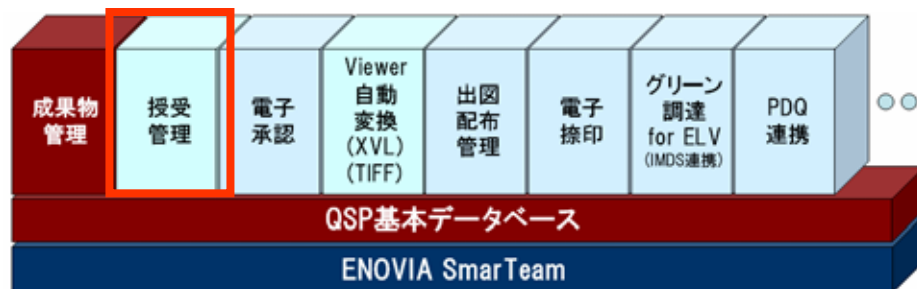 成果物
管理
授受
管理
電子
承認
Viewer
自動
変換
(XVL)
(TIFF)
出図
配布
管理
電子
捺印
グリーン
調達
for ELV
(IMDS連携)
PDQ
連携
QSP基本データベース
ENOVIA SmarTeam